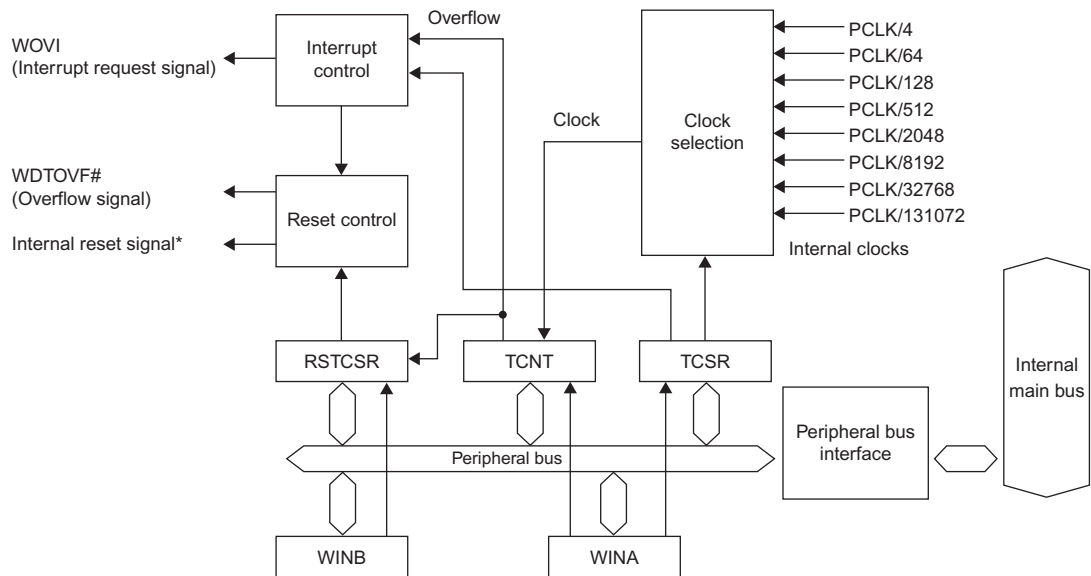 Overflow
WOVI
(Interrupt request signal)
Interrupt
control
PCLK/4
PCLK/64
PCLK/128
PCLK/512
PCLK/2048
PCLK/8192
PCLK/32768
PCLK/131072
Clock
Clock
selection
WDTOVF#
(Overflow signal)
Reset control
Internal reset signal*
Internal clocks
RSTCSR
TCNT
TCSR
Internal
main bus
Peripheral bus
interface
Peripheral bus
WINB
WINA